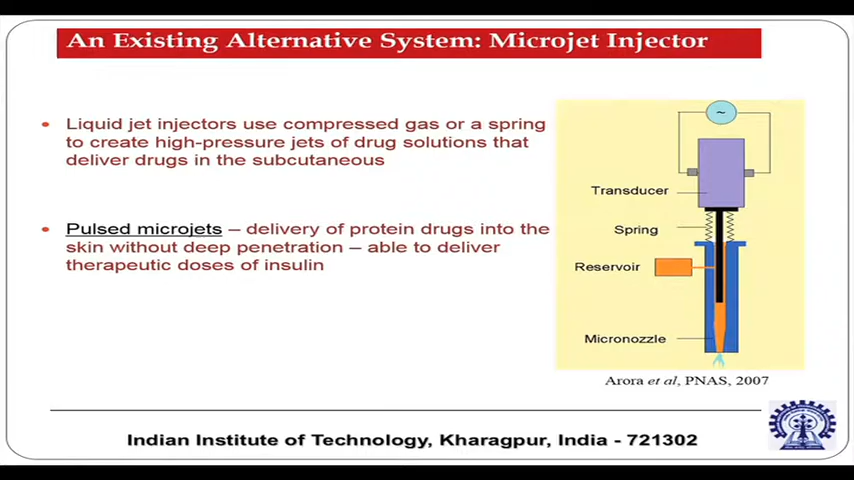 An Existing Alternative System: Microjet Injector
• Liquid jet injectors use compressed gas or a spring
to create high-pressure jets of drug solutions that
deliver drugs in the subcutaneous
• Pulsed microjets – delivery of protein drugs into the
skin without deep penetration – able to deliver
therapeutic doses of insulin
~
Transducer
Spring
Reservoir
Micronozzle
Arora et al, PNAS, 2007
Indian Institute of Technology, Kharagpur, India - 721302